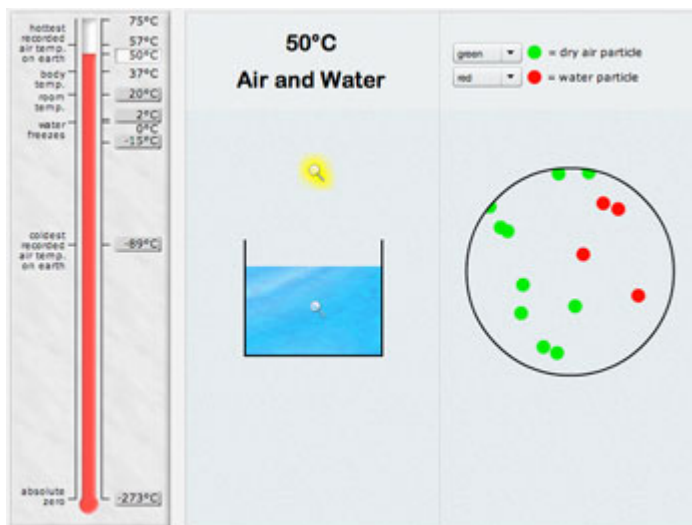 hottest
recorded
air temp.
on earth
body
temp.
room
temp.
water
freezes
coldest
recorded
air temp.
on earth
absolute
zero
75°C
57°C
50°C
37°C
20°C
2°C
0°C
-15°C
-89°C
-273°C
50°C
Air and Water
green = dry air particle
red = water particle